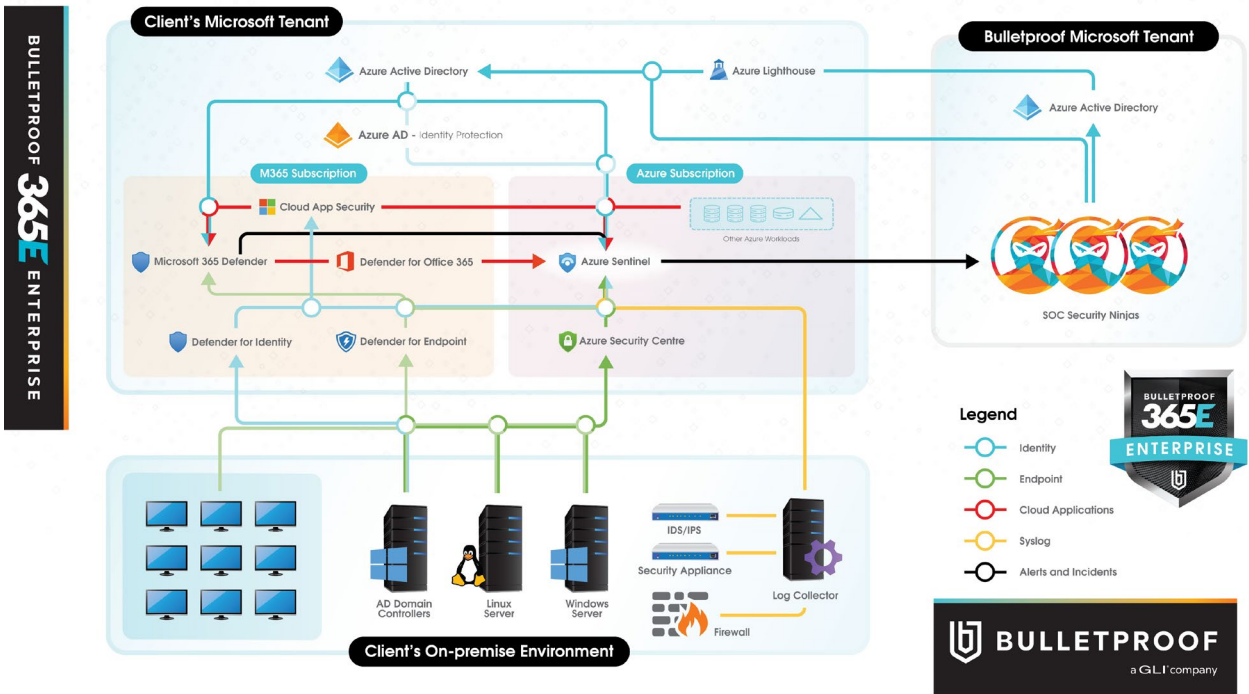 BULLETPROOF 365E ENTERPRISE
Client's Microsoft Tenant
Azure Active Directory
Azure Lighthouse
Azure AD - Identity Protection
M365 Subscription
Azure Subscription
Cloud App Security
Other Azure Workloads
Microsoft 365 Defender
Defender for Office 365
Azure Sentinel
Defender for Identity
Defender for Endpoint
Azure Security Centre
Bulletproof Microsoft Tenant
Azure Active Directory
SOC Security Ninjas
IDS/IPS
Security Appliance
Log Collector
Firewall
AD Domain
Controllers
Linux
Server
Windows
Server
Client's On-premise Environment
Legend
Identity
Endpoint
Cloud Applications
Syslog
Alerts and Incidents
BULLETPROOF
365E
ENTERPRISE
BULLETPROOF
a GLI® company